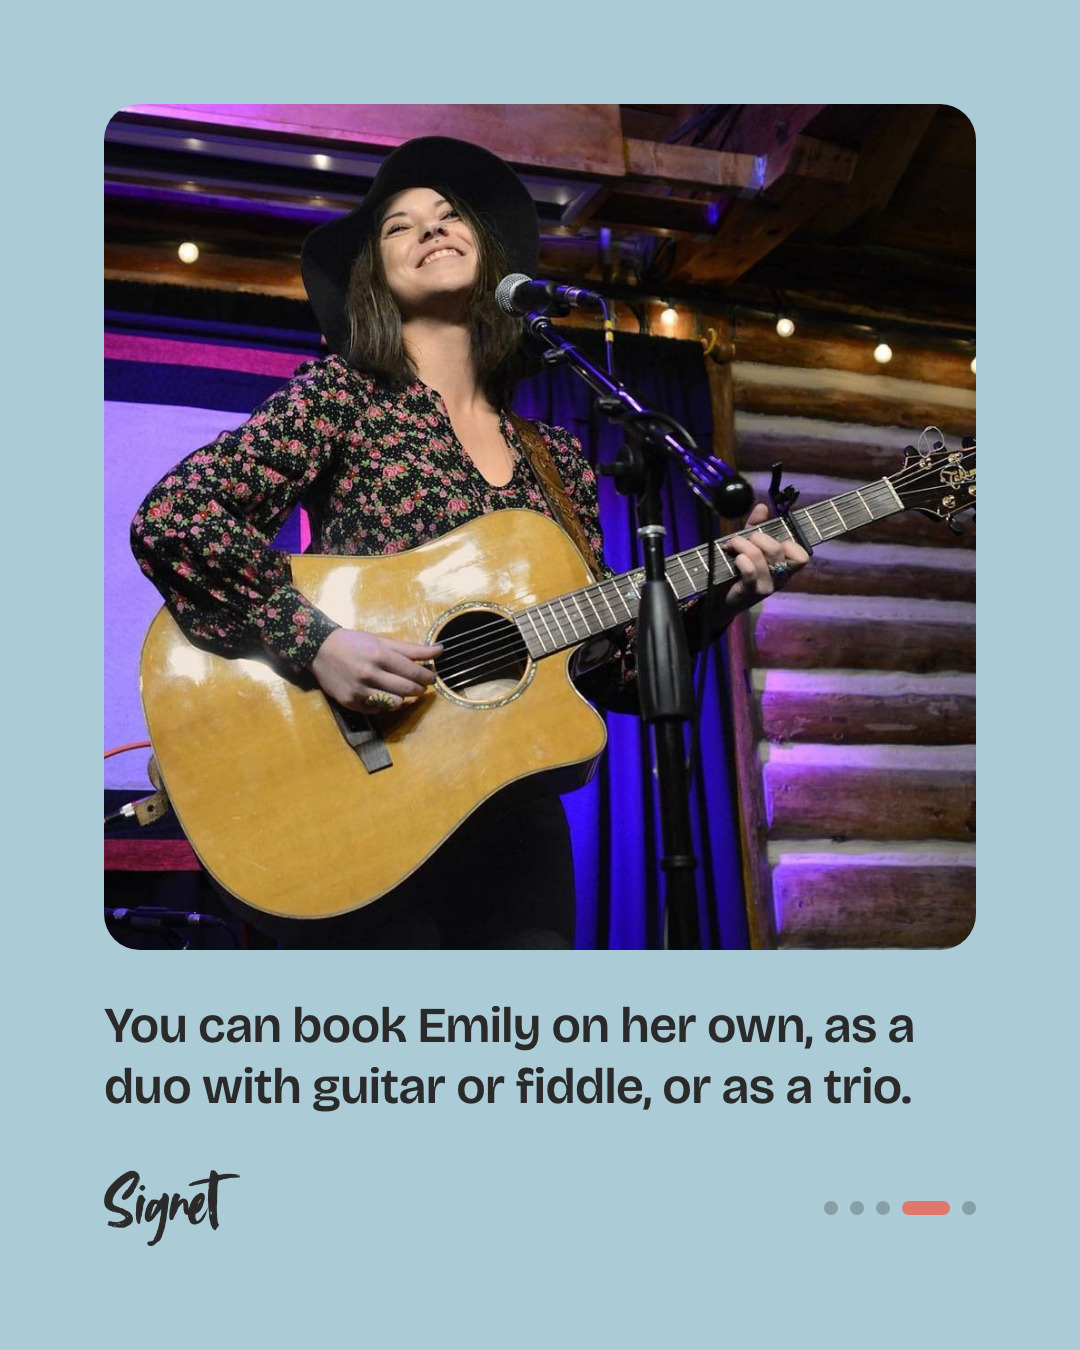 You can book Emily on her own, as a
duo with guitar or fiddle, or as a trio.
Signet